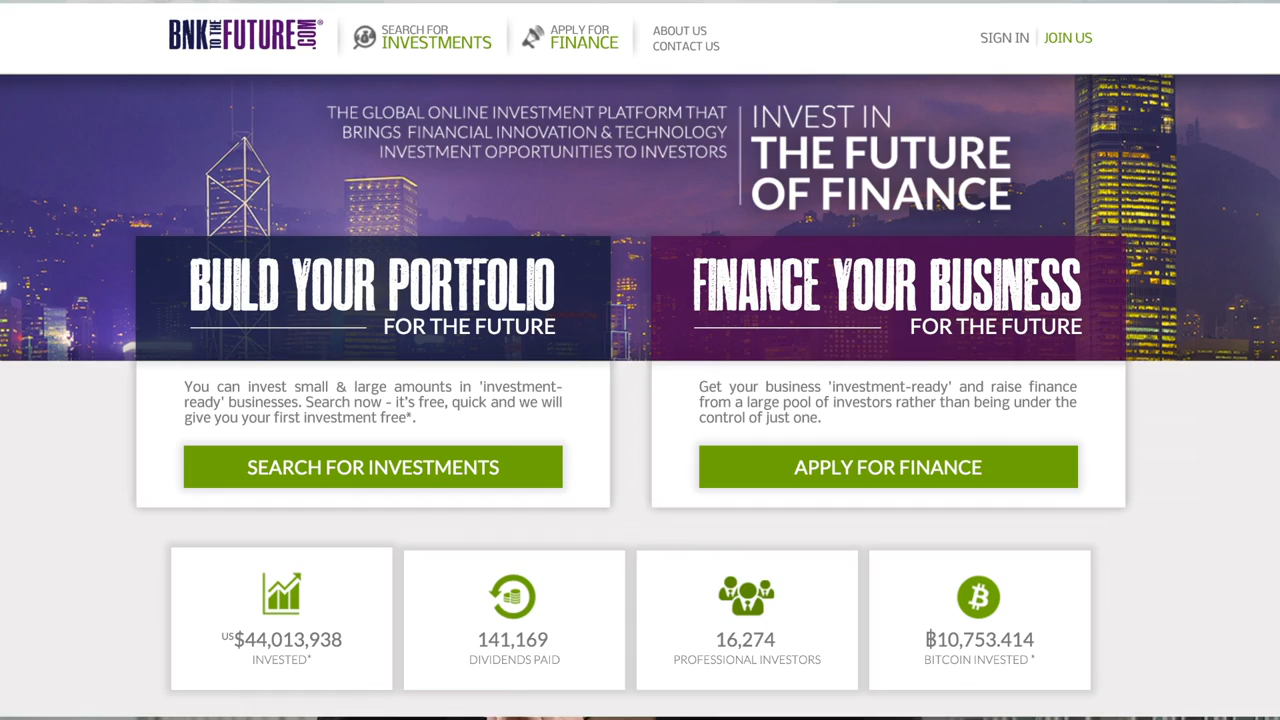 BNK TO THE FUTURE .COM®
SEARCH FOR
INVESTMENTS
APPLY FOR
FINANCE
ABOUT US
CONTACT US
SIGN IN
JOIN US
THE GLOBAL ONLINE INVESTMENT PLATFORM THAT
BRINGS FINANCIAL INNOVATION & TECHNOLOGY
INVESTMENT OPPORTUNITIES TO INVESTORS
INVEST IN
THE FUTURE
OF FINANCE
BUILD YOUR PORTFOLIO
FOR THE FUTURE
You can invest small & large amounts in 'investment-
ready' businesses. Search now - it's free, quick and we will
give you your first investment free*.
SEARCH FOR INVESTMENTS
FINANCE YOUR BUSINESS
FOR THE FUTURE
Get your business 'investment-ready' and raise finance
from a large pool of investors rather than being under the
control of just one.
APPLY FOR FINANCE
US$44,013,938
INVESTED*
141,169
DIVIDENDS PAID
16,274
PROFESSIONAL INVESTORS
฿10,753.414
BITCOIN INVESTED *